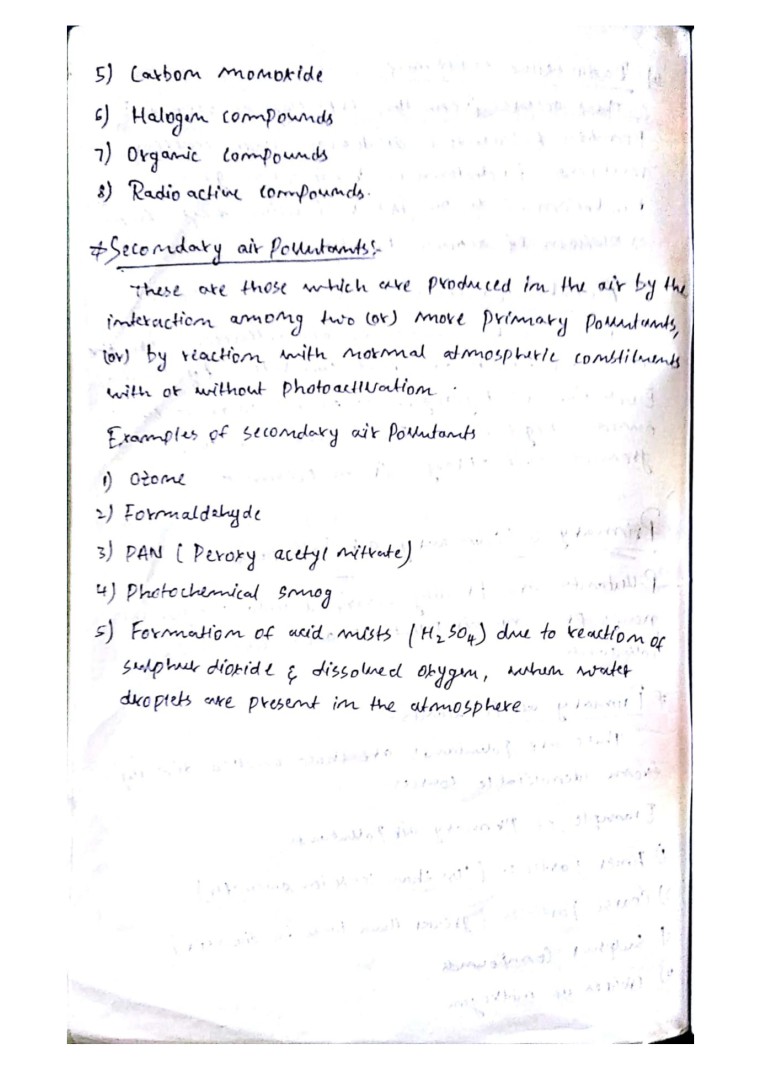 5) Carbon monoxide
6) Halogen compounds
7) Organic compounds
8) Radio active compounds.
# Secondary air Pollutants:-
These are those which are produced in the air by the
interaction among two (or) more primary pollutants,
(or) by reaction with normal atmospheric constituents
with or without photoactivation.
Examples of secondary air Pollutants
1) Ozone
2) Formaldehyde
3) PAN (Peroxy acetyl nitrate)
4) Photochemical smog
5) Formation of acid mists (H₂SO₄) due to reaction of
sulphur dioxide & dissolved oxygen, when water
droplets are present in the atmosphere